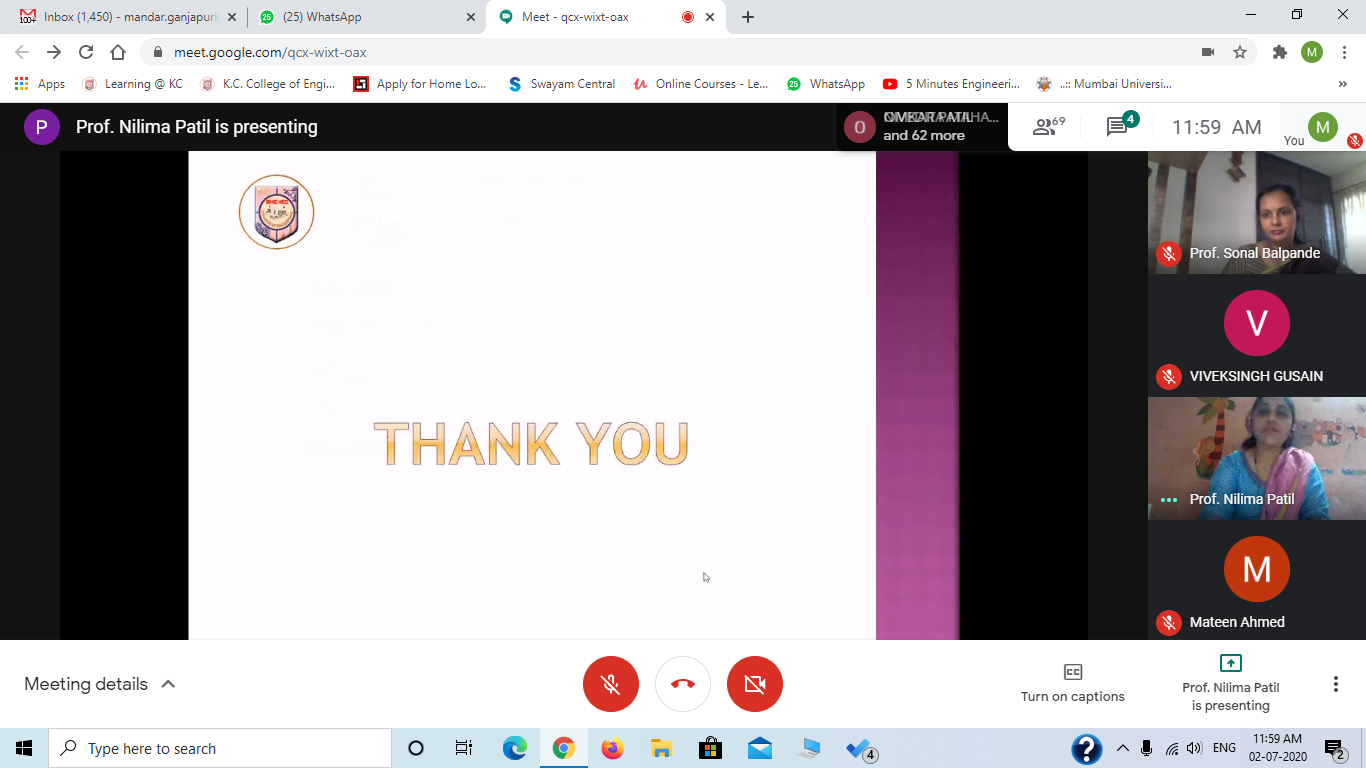 Inbox (1,450) - mandar.ganjapurk
(25) WhatsApp
Meet - qcx-wixt-oax
meet.google.com/qcx-wixt-oax
M
Apps
Learning @ KC
K.C. College of Engi...
Apply for Home Lo...
Swayam Central
Online Courses - Le...
WhatsApp
5 Minutes Engineeri...
..:: Mumbai Universi...
»
P
Prof. Nilima Patil is presenting
O
and 62 more
69
4
11:59 AM
You
M
KC
THANK YOU
Prof. Sonal Balpande
V
VIVEKSINGH GUSAIN
Prof. Nilima Patil
M
Mateen Ahmed
Meeting details
Turn on captions
Prof. Nilima Patil
is presenting
Type here to search
4
ENG
11:59 AM
02-07-2020
2